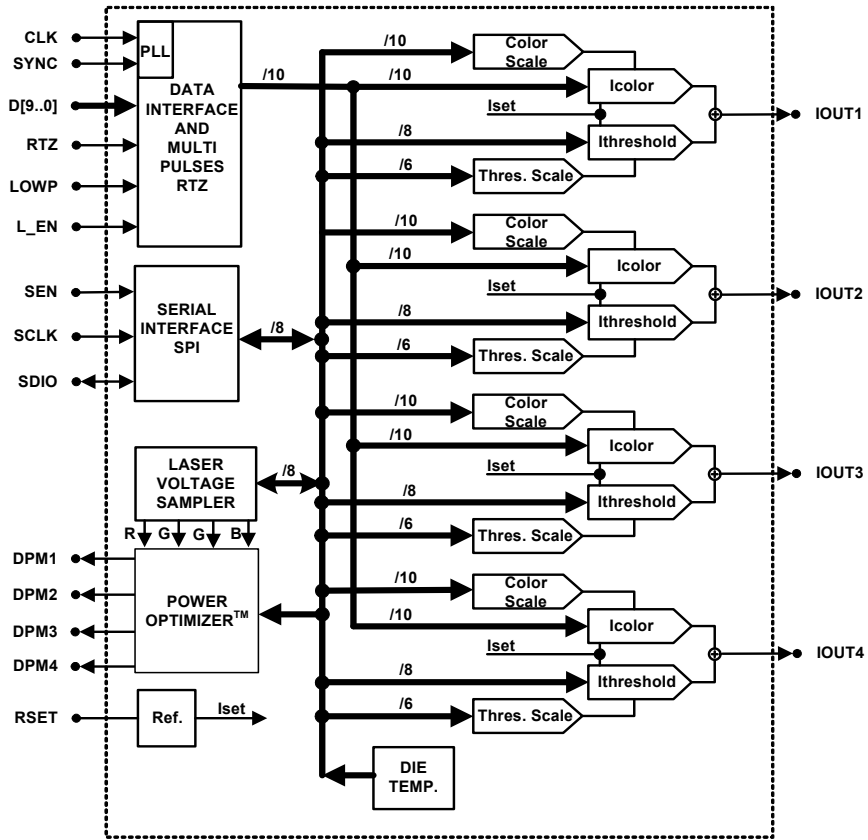 CLK
SYNC
D[9..0]
RTZ
LOWP
L_EN
PLL
DATA
INTERFACE
AND
MULTI
PULSES
RTZ
/10
SEN
SCLK
SDIO
SERIAL
INTERFACE
SPI
/8
LASER
VOLTAGE
SAMPLER
/8
R
G
G
B
DPM1
DPM2
DPM3
DPM4
POWER
OPTIMIZER™
RSET
Ref.
Iset
DIE
TEMP.
/10
Color
Scale
/10
Icolor
Iset
/8
Ithreshold
/6
Thres. Scale
IOUT1
/10
Color
Scale
/10
Icolor
Iset
/8
Ithreshold
/6
Thres. Scale
IOUT2
/10
Color
Scale
/10
Icolor
Iset
/8
Ithreshold
/6
Thres. Scale
IOUT3
/10
Color
Scale
/10
Icolor
Iset
/8
Ithreshold
/6
Thres. Scale
IOUT4